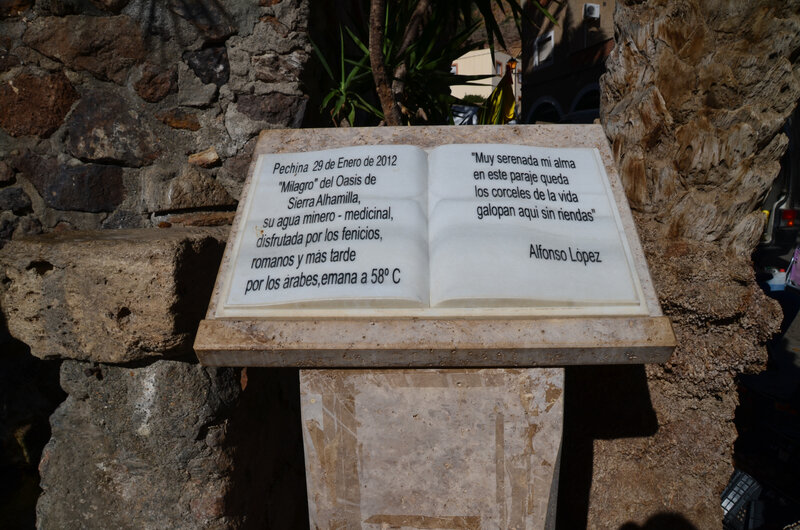 Pechina 29 de Enero de 2012
"Milagro" del Oasis de
Sierra Alhamilla,
su agua minero - medicinal,
disfrutada por los fenicios,
romanos y más tarde
por los árabes,emana a 58º C
"Muy serenada mi alma
en este paraje queda
los corceles de la vida
galopan aqui sin riendas"
Alfonso López